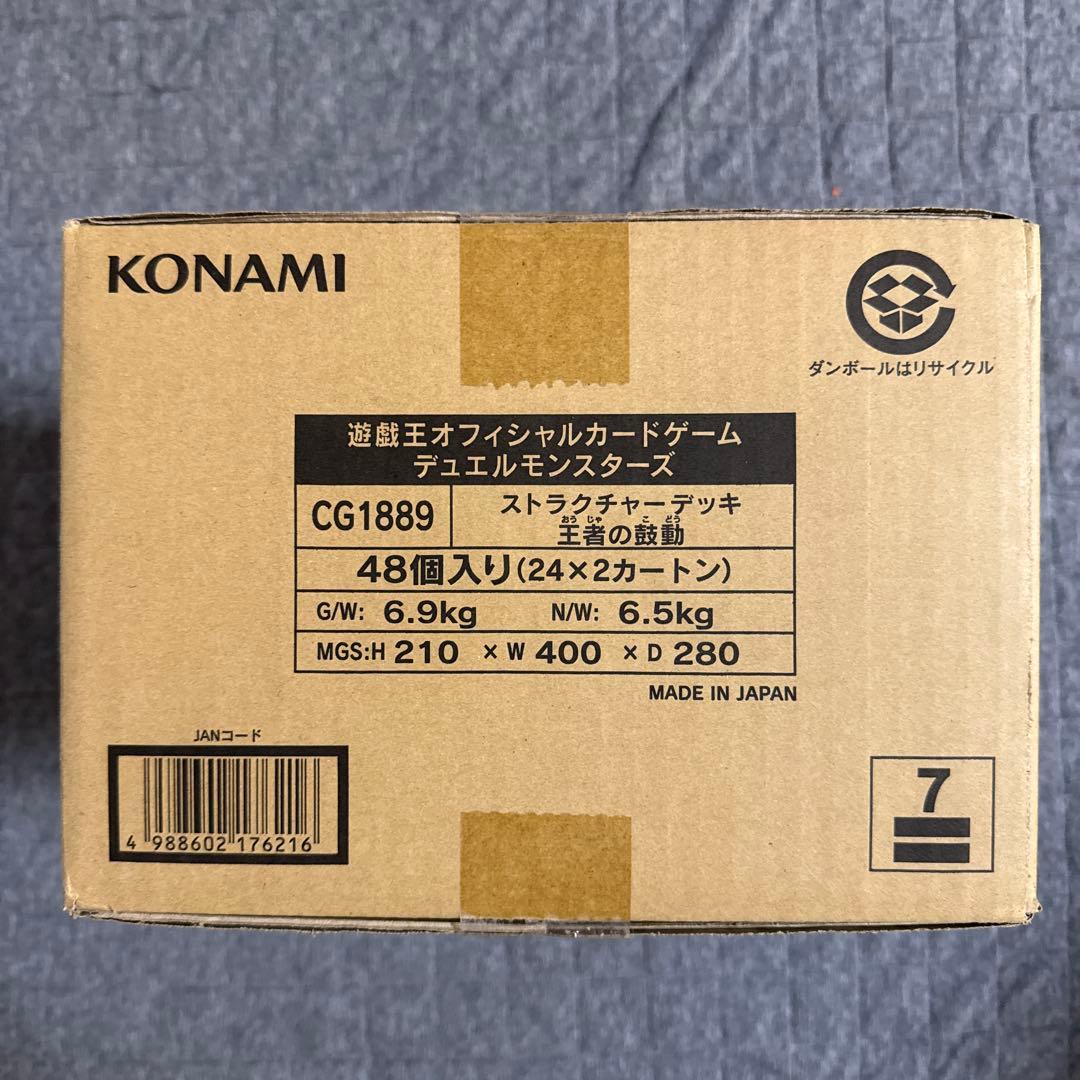 KONAMI
ダンボールはリサイクル
遊戯王オフィシャルカードゲーム
デュエルモンスターズ
CG1889
ストラクチャーデッキ
おうじゃ こどう
王者の鼓動
48個入り(24×2カートン)
G/W: 6.9kg N/W: 6.5kg
MGS:H 210 × W 400 × D 280
MADE IN JAPAN
JANコード
4 988602 176216
7